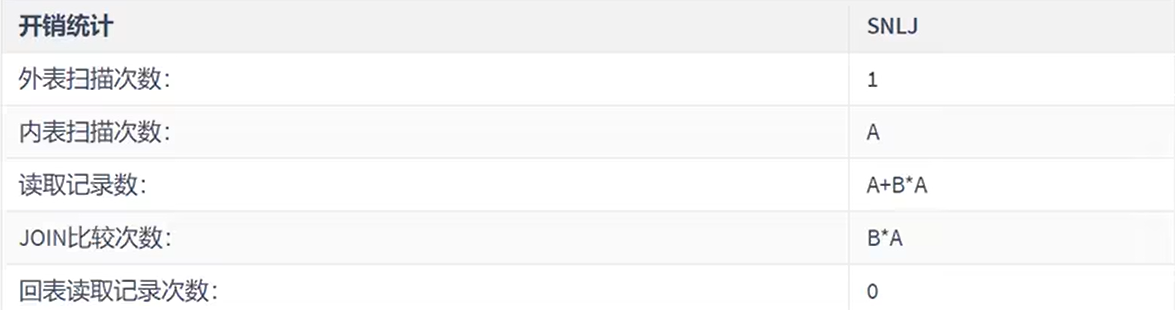 开销统计 SNLJ
外表扫描次数： 1
内表扫描次数： A
读取记录数： A+B*A
JOIN比较次数： B*A
回表读取记录次数： 0